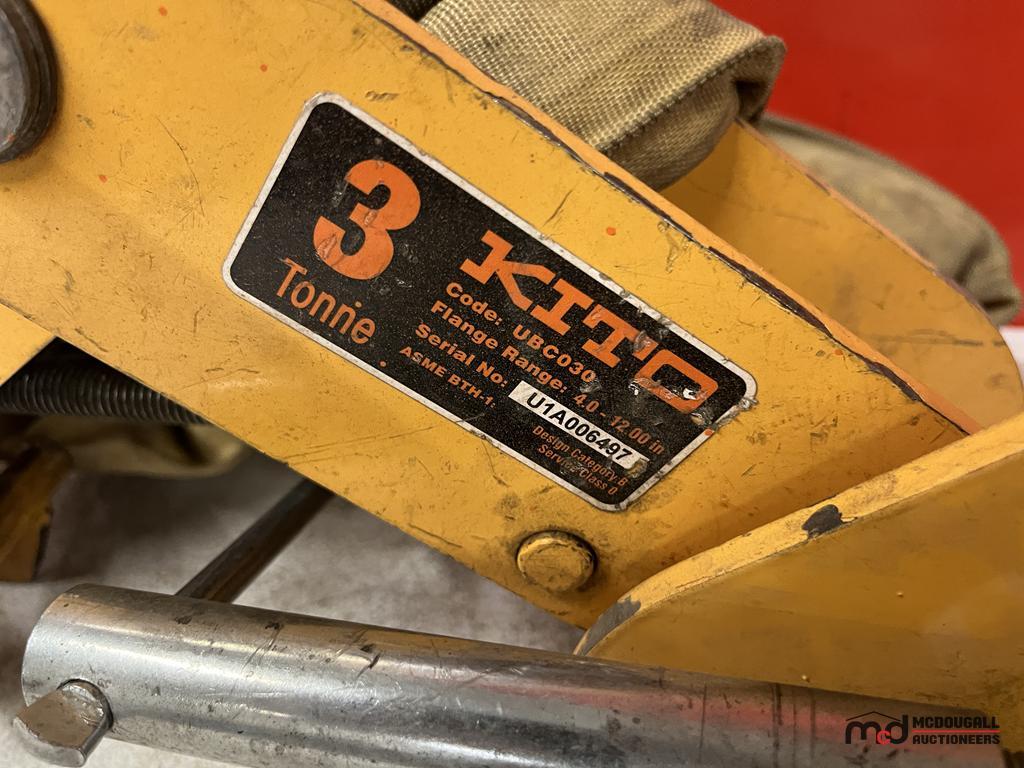 3
Tonne
KITO
Code: UBC030
Flange Range: 4.0 - 12.00 in
Serial No: U1A006497
ASME BTH-1: Design Category B
Service Class 0
mcd MCDOUGALL
AUCTIONEERS